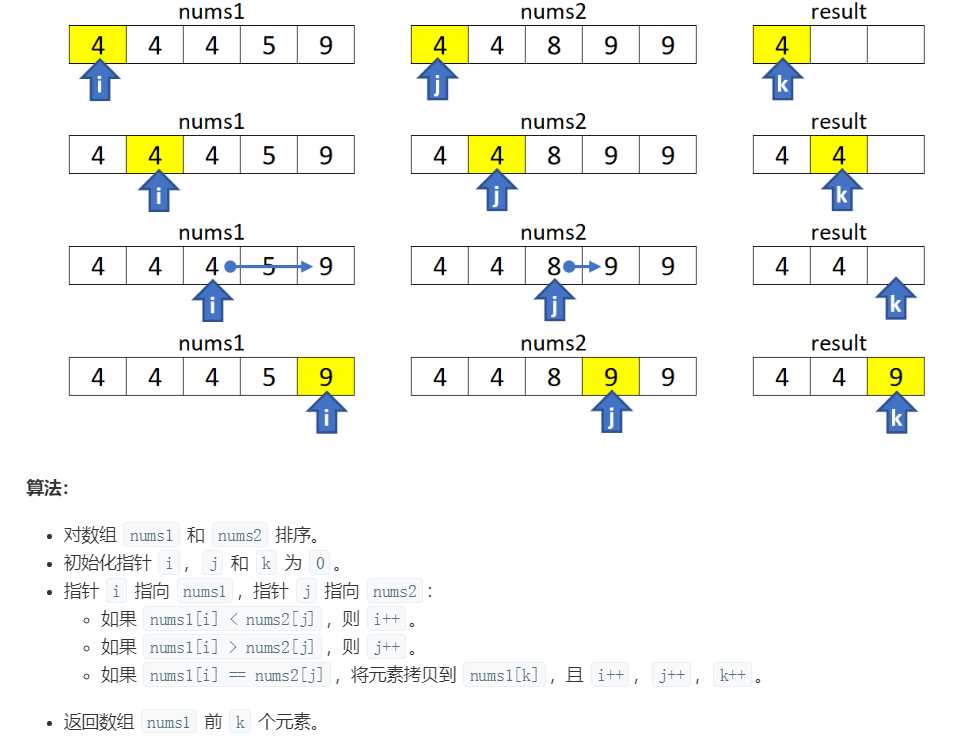 nums1 nums2 result
4 4 4 5 9 4 4 8 9 9 4
i j k
nums1 nums2 result
4 4 4 5 9 4 4 8 9 9 4 4
i j k
nums1 nums2 result
4 4 4 5 9 4 4 8 9 9 4 4
i j k
nums1 nums2 result
4 4 4 5 9 4 4 8 9 9 4 4 9
i j k
算法:
• 对数组 nums1 和 nums2 排序。
• 初始化指针 i ， j 和 k 为 0 。
• 指针 i 指向 nums1 ，指针 j 指向 nums2 ：
◦ 如果 nums1[i] < nums2[j] ，则 i++ 。
◦ 如果 nums1[i] > nums2[j] ，则 j++ 。
◦ 如果 nums1[i] == nums2[j] ，将元素拷贝到 nums1[k] ，且 i++ ， j++ ， k++ 。
• 返回数组 nums1 前 k 个元素。